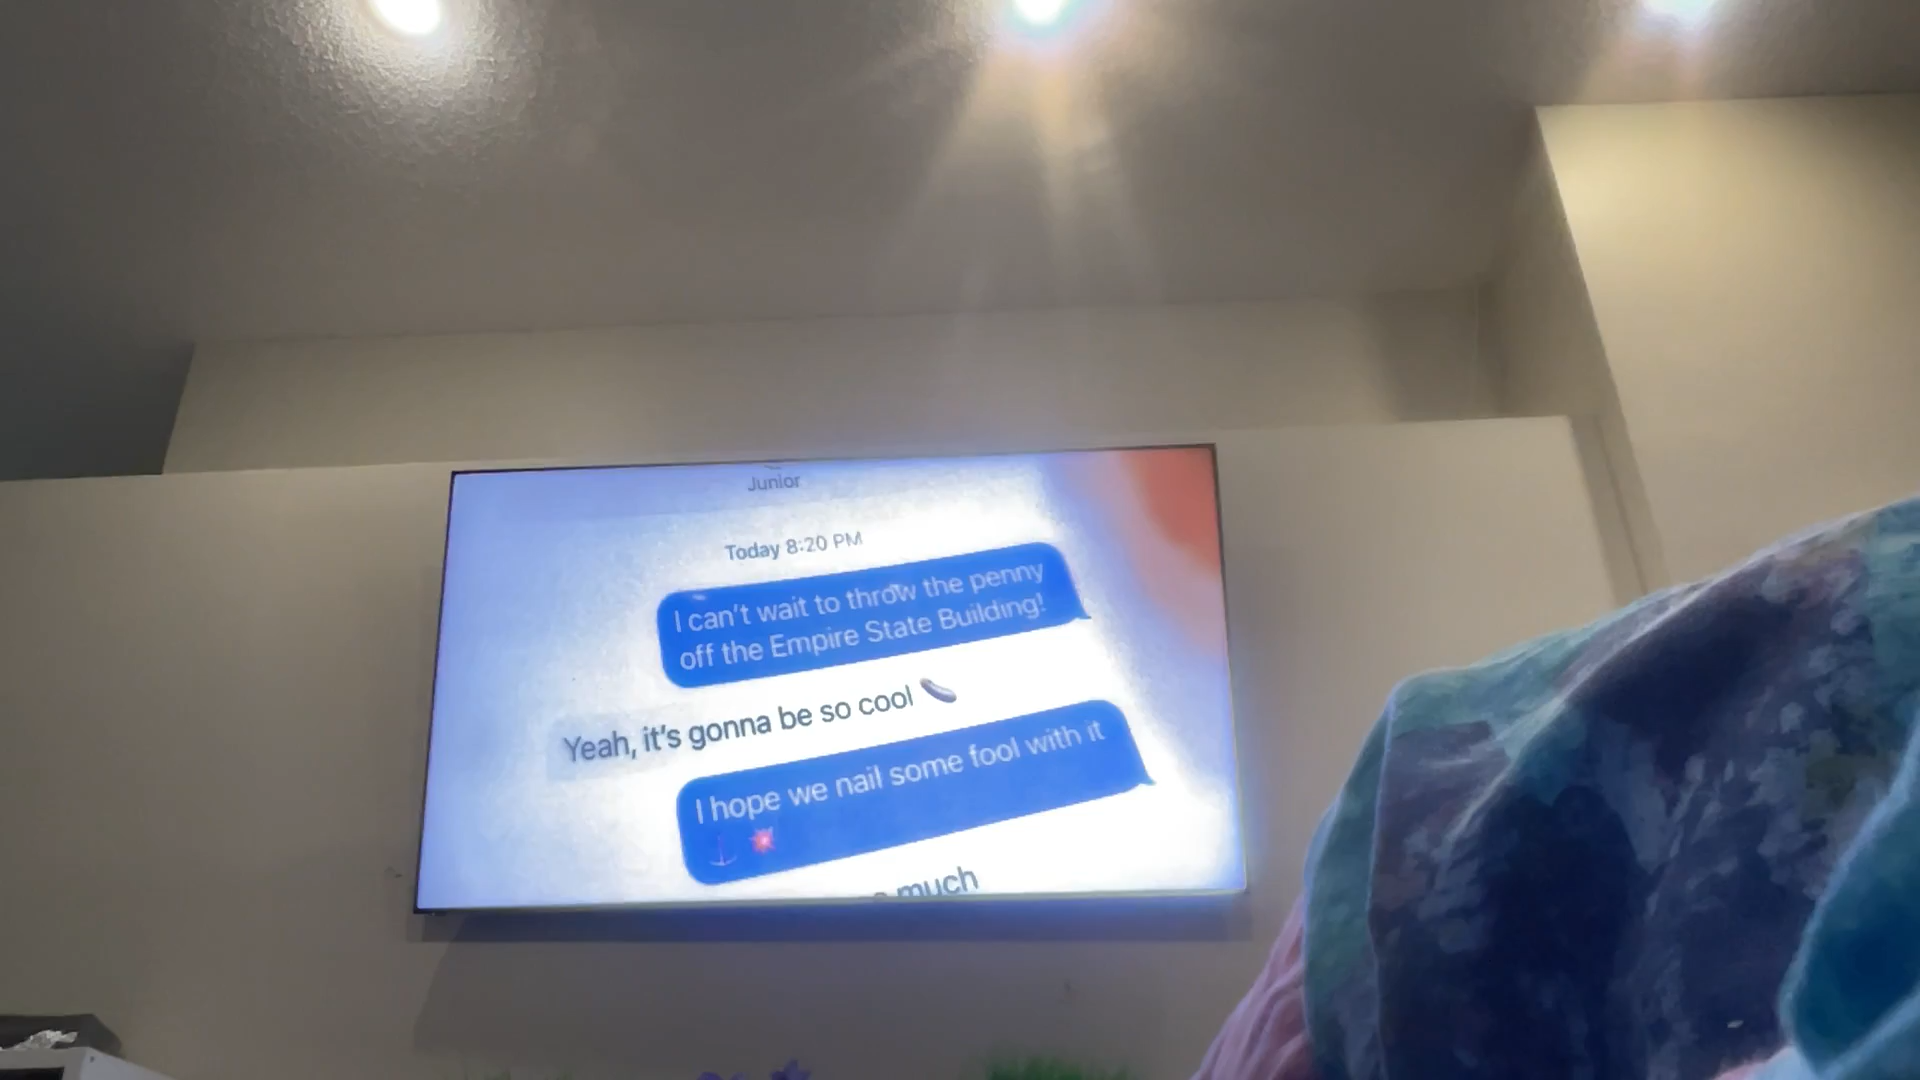 Junior
Today 8:20 PM
I can't wait to throw the penny
off the Empire State Building!
Yeah, it's gonna be so cool
I hope we nail some fool with it
much